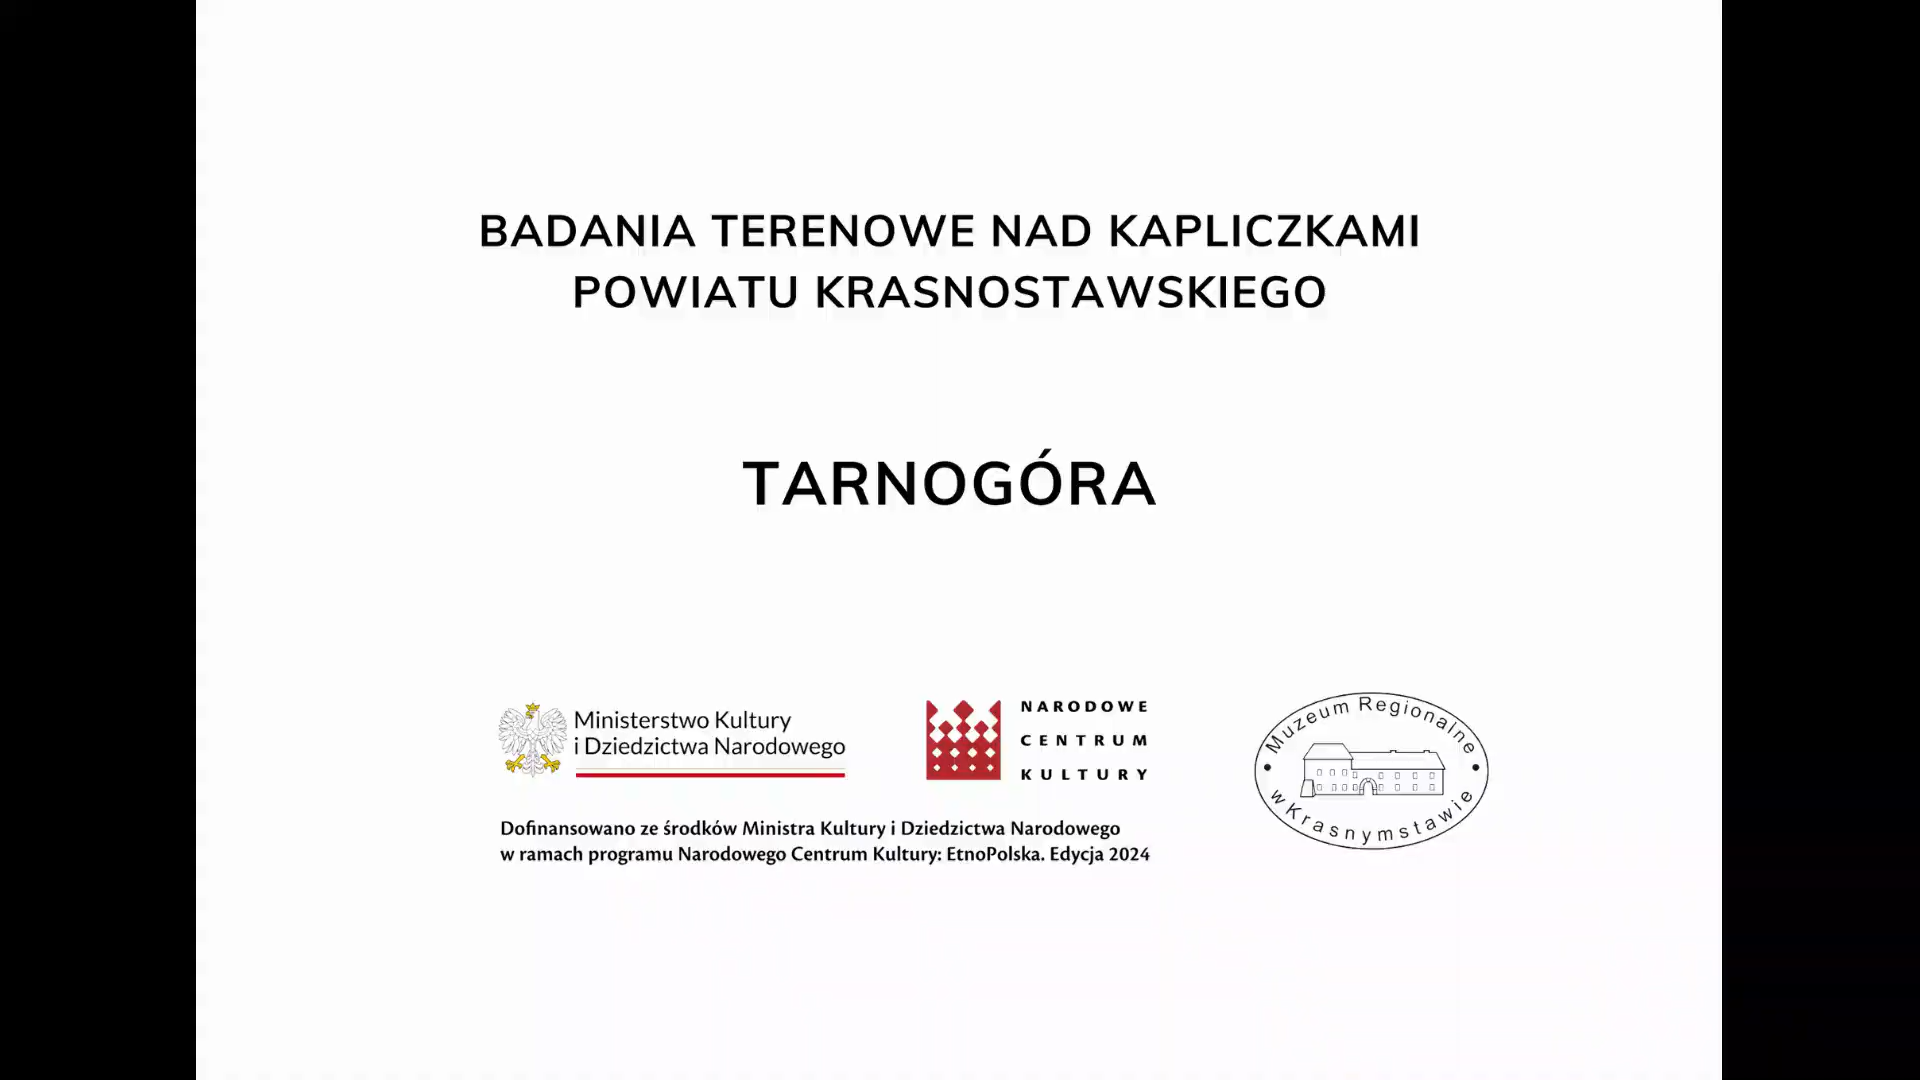 BADANIA TERENOWE NAD KAPLICZKAMI
POWIATU KRASNOSTAWSKIEGO
TARNOGÓRA
Ministerstwo Kultury
i Dziedzictwa Narodowego
NARODOWE
CENTRUM
KULTURY
Muzeum Regionalne
w Krasnymstawie
Dofinansowano ze środków Ministra Kultury i Dziedzictwa Narodowego
w ramach programu Narodowego Centrum Kultury: EtnoPolska. Edycja 2024